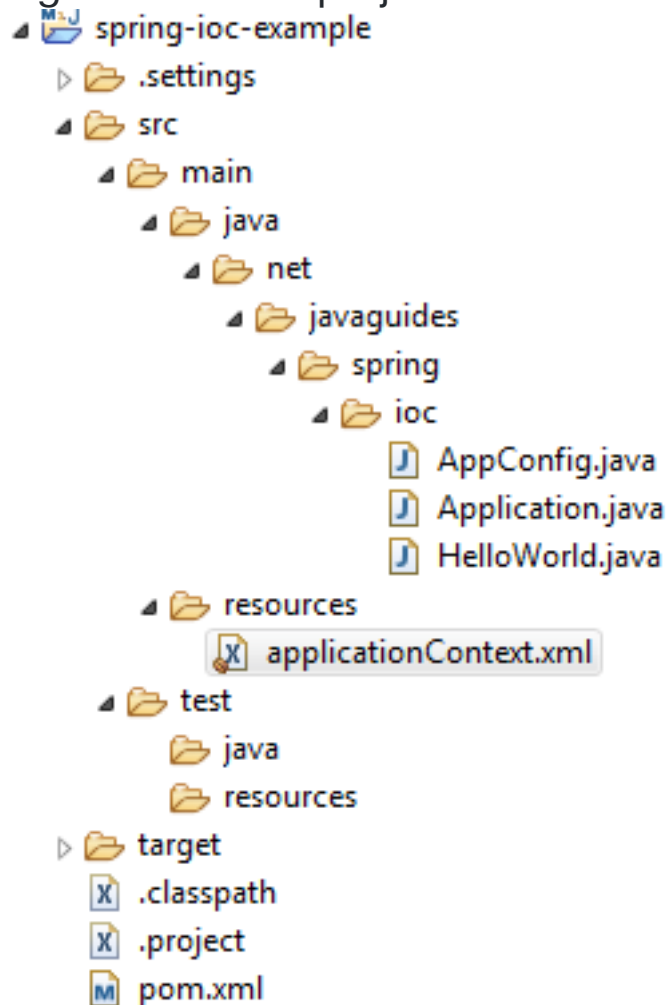 spring-ioc-example
.settings
src
main
java
net
javaguides
spring
ioc
AppConfig.java
Application.java
HelloWorld.java
resources
applicationContext.xml
test
java
resources
target
.classpath
.project
pom.xml